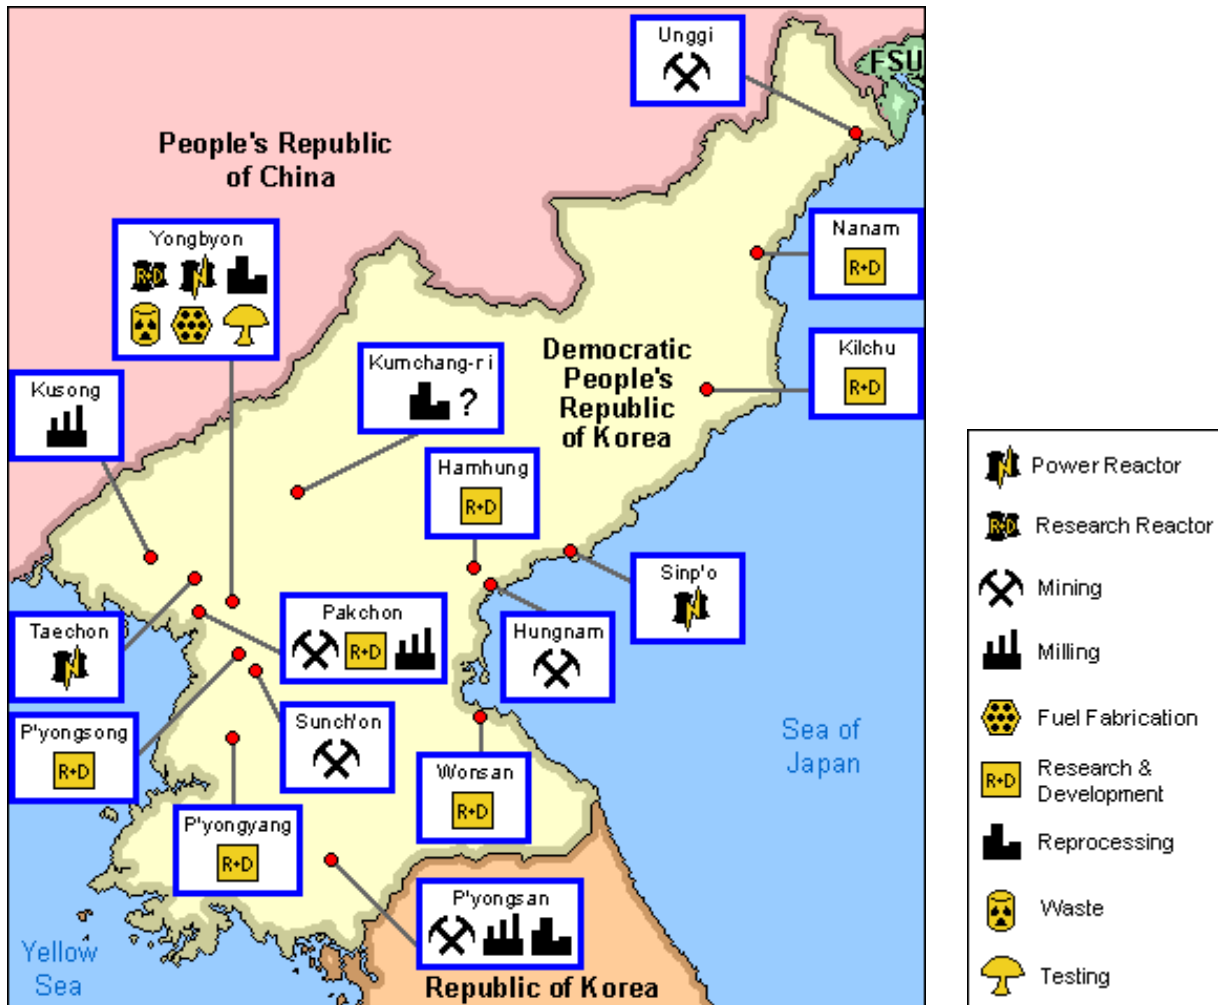 Unggi
FSU
People's Republic
of China
Yongbyon
R+D
Nanam
R+D
Kilchu
R+D
Democratic
People's
Republic
of Korea
Kumchang-ri
?
Kusong
Hamhung
R+D
Sinp'o
Taechon
Pakchon
R+D
Hungnam
P'yongsong
R+D
Sunch'on
Wonsan
R+D
Sea of
Japan
P'yongyang
R+D
P'yongsan
Yellow
Sea
Republic of Korea
Power Reactor
R+D
Research Reactor
Mining
Milling
Fuel Fabrication
R+D
Research &
Development
Reprocessing
Waste
Testing